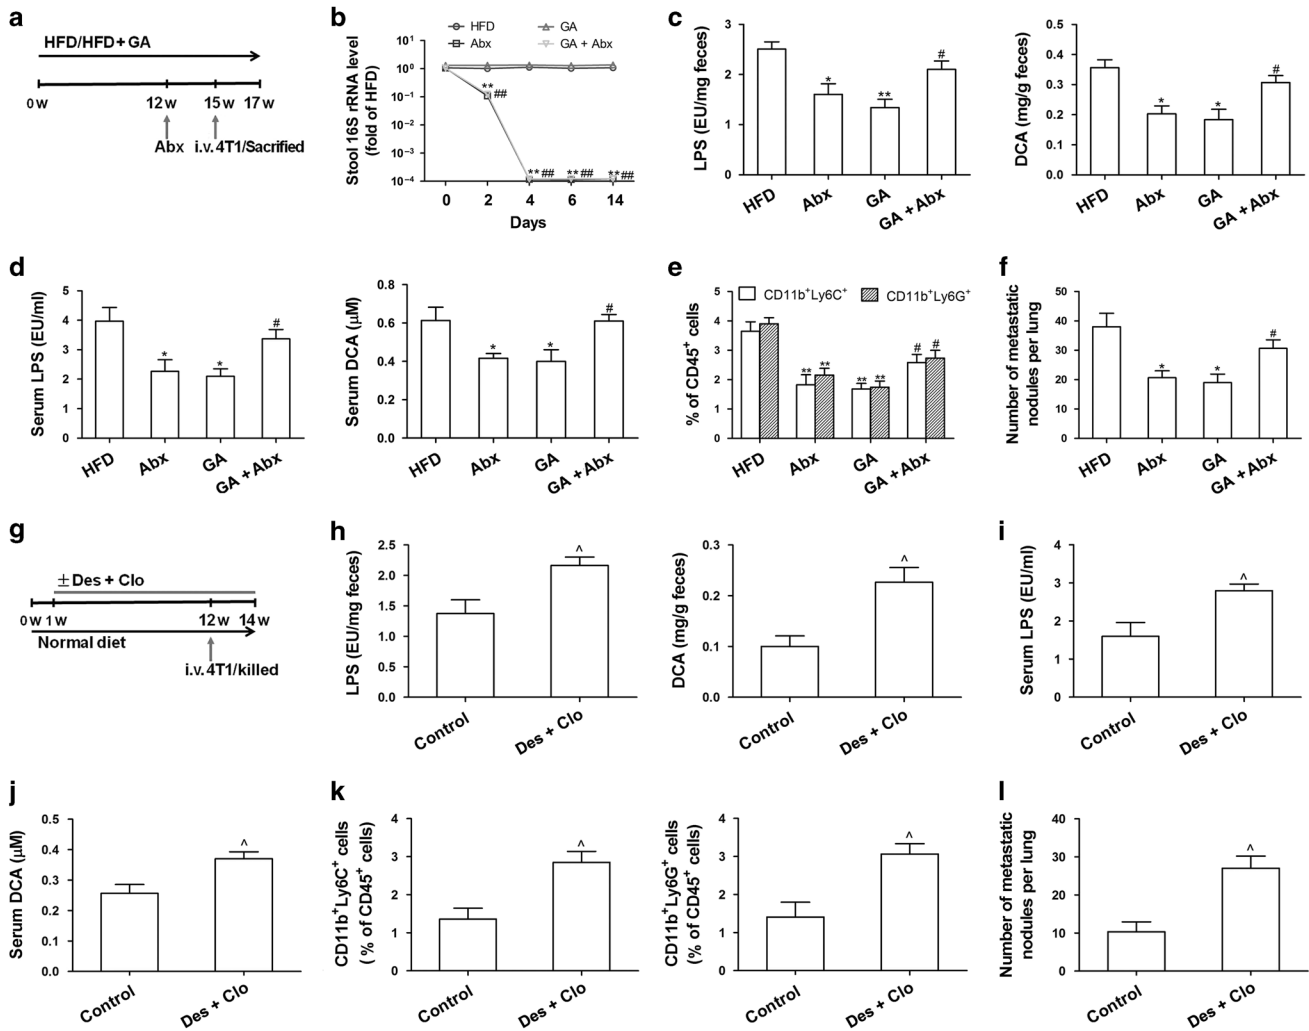 a
HFD/HFD + GA
0 w 12 w 15 w 17 w
Abx i.v. 4T1/Sacrified
b
HFD GA
Abx GA + Abx
Stool 16S rRNA level
(fold of HFD)
10¹
10⁰
10⁻¹
10⁻²
10⁻³
10⁻⁴
** ##
** ## ** ## ** ##
0 2 4 6 14
Days
c
LPS (EU/mg feces)
3
2
1
0
* ** #
HFD Abx GA GA + Abx
DCA (mg/g feces)
0.5
0.4
0.3
0.2
0.1
0.0
* * #
HFD Abx GA GA + Abx
d
Serum LPS (EU/ml)
5
4
3
2
1
0
* * #
HFD Abx GA GA + Abx
Serum DCA (μM)
0.8
0.6
0.4
0.2
0.0
* * #
HFD Abx GA GA + Abx
e
CD11b⁺Ly6C⁺ CD11b⁺Ly6G⁺
% of CD45⁺ cells
5
4
3
2
1
0
** ** ** ** # #
HFD Abx GA GA + Abx
f
Number of metastatic
nodules per lung
50
40
30
20
10
0
* * #
HFD Abx GA GA + Abx
g
± Des + Clo
0 w 1 w 12 w 14 w
Normal diet
i.v. 4T1/killed
h
LPS (EU/mg feces)
2.5
2.0
1.5
1.0
0.5
0.0
^
Control Des + Clo
DCA (mg/g feces)
0.3
0.2
0.1
0.0
^
Control Des + Clo
i
Serum LPS (EU/ml)
4
3
2
1
0
^
Control Des + Clo
j
Serum DCA (μM)
0.5
0.4
0.3
0.2
0.1
0.0
^
Control Des + Clo
k
CD11b⁺Ly6C⁺ cells
( % of CD45⁺ cells)
4
3
2
1
0
^
Control Des + Clo
CD11b⁺Ly6G⁺ cells
(% of CD45⁺ cells)
4
3
2
1
0
^
Control Des + Clo
l
Number of metastatic
nodules per lung
40
30
20
10
0
^
Control Des + Clo